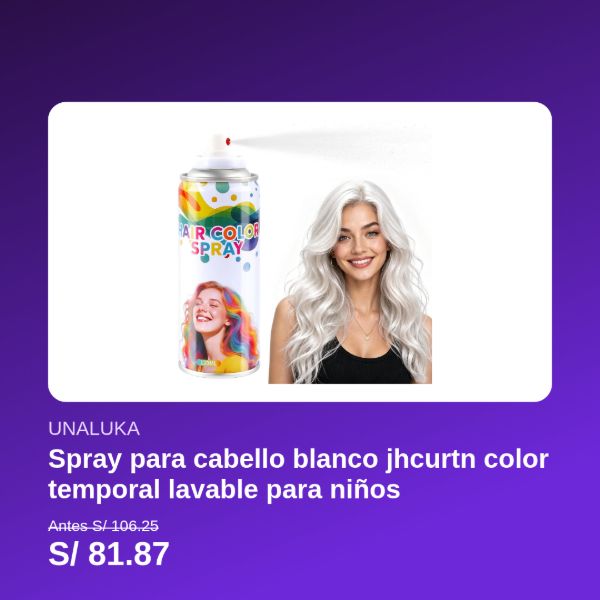 HAIR COLOR
SPRAY
UNALUKA
Spray para cabello blanco jhcurtn color
temporal lavable para niños
Antes S/ 106.25
S/ 81.87